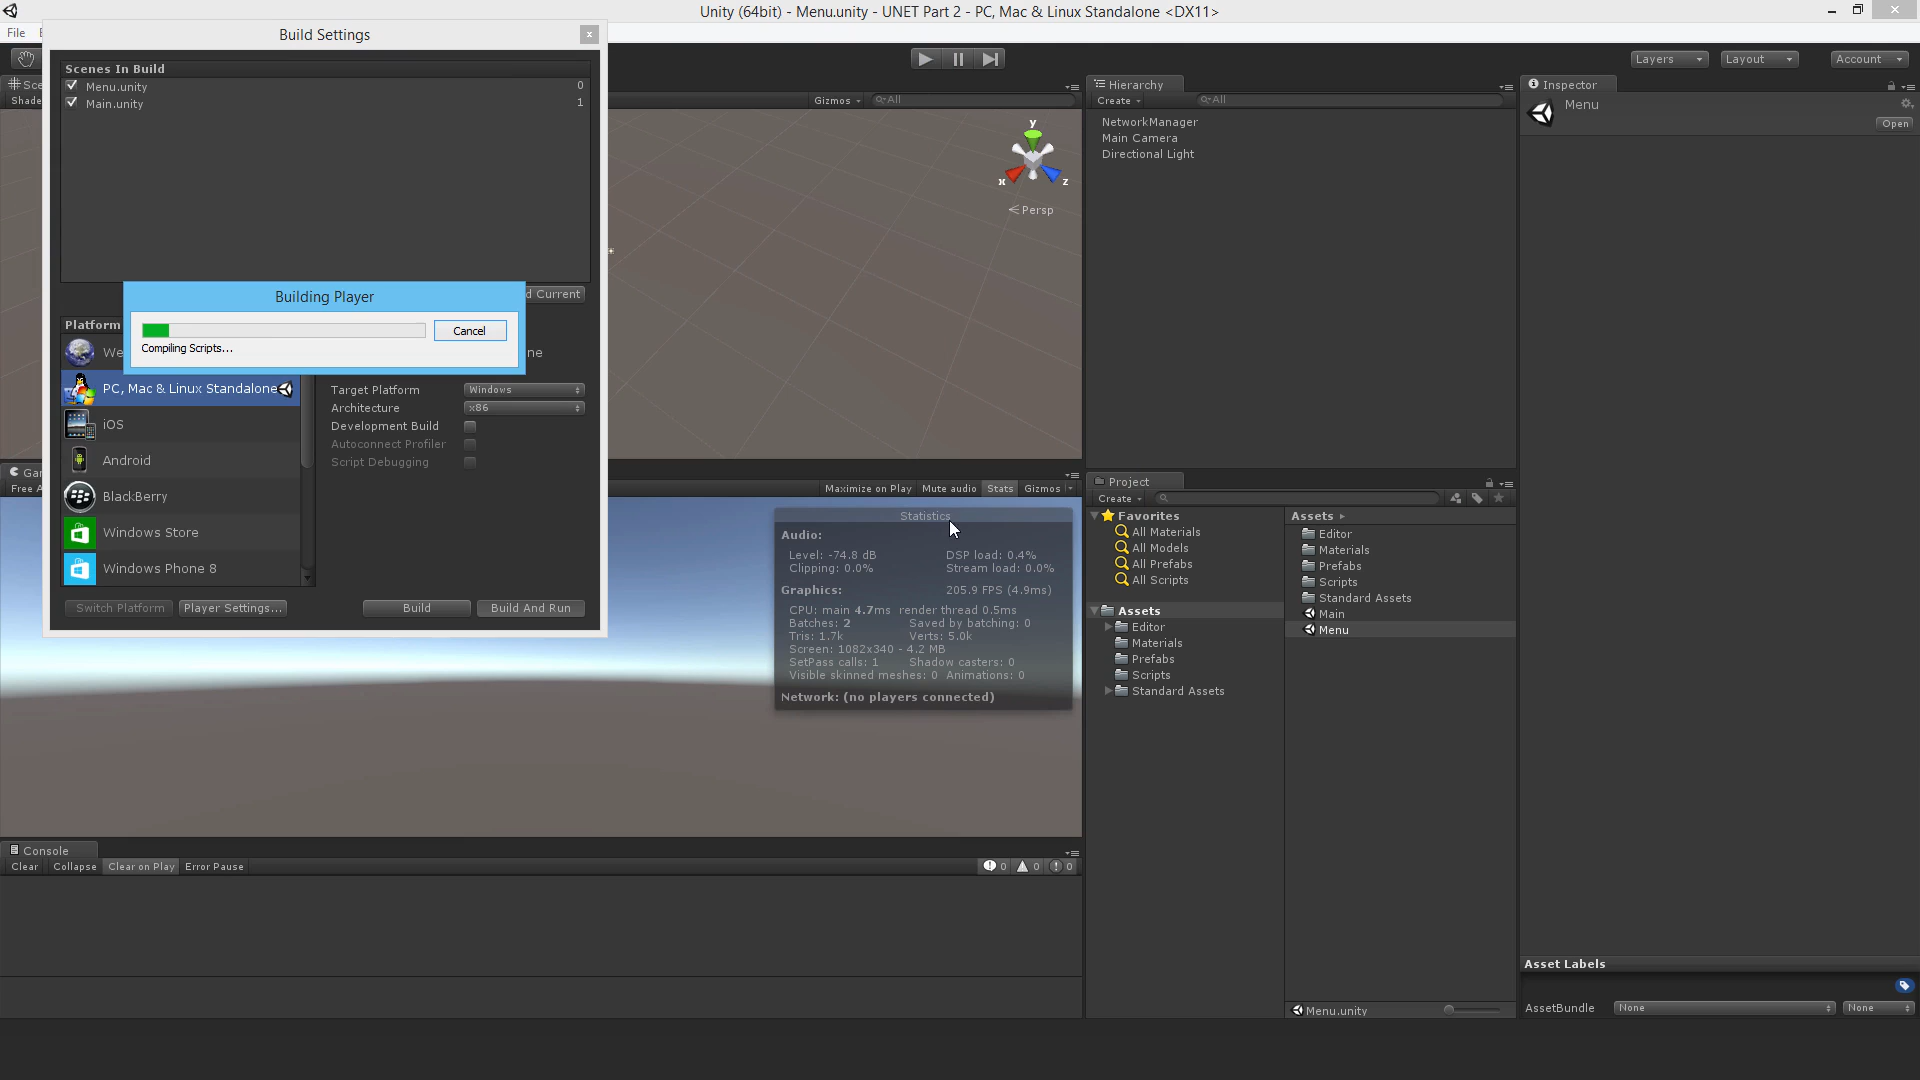 Unity (64bit) - Menu.unity - UNET Part 2 - PC, Mac & Linux Standalone <DX11>
File
Build Settings
Scenes In Build
Menu.unity 0
Main.unity 1
d Current
Building Player
Cancel
Compiling Scripts...
Platform
We
ne
PC, Mac & Linux Standalone
iOS
Android
BlackBerry
Windows Store
Windows Phone 8
Target Platform Windows
Architecture x86
Development Build
Autoconnect Profiler
Script Debugging
Switch Platform Player Settings... Build Build And Run
Layers Layout Account
Sce
Shade
Gizmos All
y
x z
Persp
Hierarchy
Create All
NetworkManager
Main Camera
Directional Light
Inspector
Menu
Open
Gam
Free A
Maximize on Play Mute audio Stats Gizmos
Statistics
Audio:
Level: -74.8 dB DSP load: 0.4%
Clipping: 0.0% Stream load: 0.0%
Graphics: 205.9 FPS (4.9ms)
CPU: main 4.7ms render thread 0.5ms
Batches: 2 Saved by batching: 0
Tris: 1.7k Verts: 5.0k
Screen: 1082x340 - 4.2 MB
SetPass calls: 1 Shadow casters: 0
Visible skinned meshes: 0 Animations: 0
Network: (no players connected)
Project
Create
Favorites
All Materials
All Models
All Prefabs
All Scripts
Assets
Editor
Materials
Prefabs
Scripts
Standard Assets
Assets
Editor
Materials
Prefabs
Scripts
Standard Assets
Main
Menu
Menu.unity
Console
Clear Collapse Clear on Play Error Pause
0 0 0
Asset Labels
AssetBundle None None